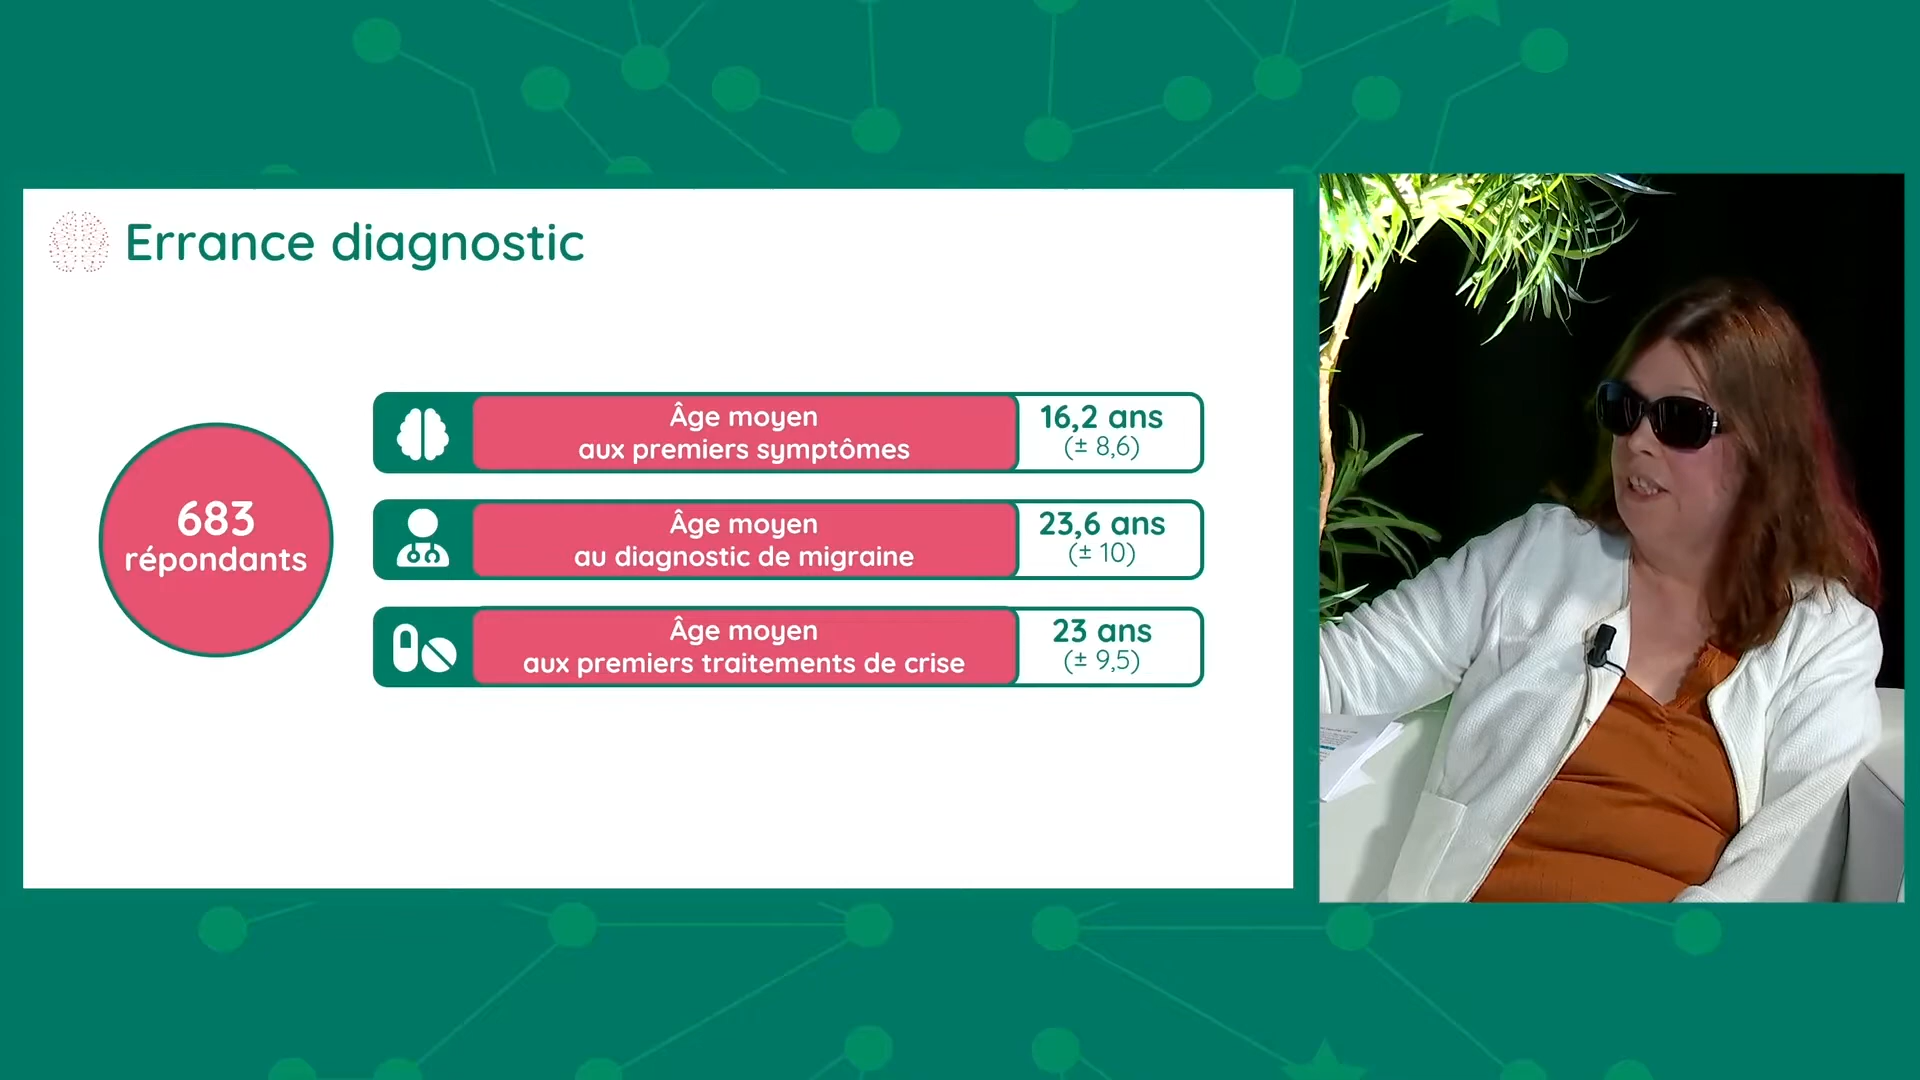 Errance diagnostic
683
répondants
Âge moyen
aux premiers symptômes
16,2 ans
(± 8,6)
Âge moyen
au diagnostic de migraine
23,6 ans
(± 10)
Âge moyen
aux premiers traitements de crise
23 ans
(± 9,5)